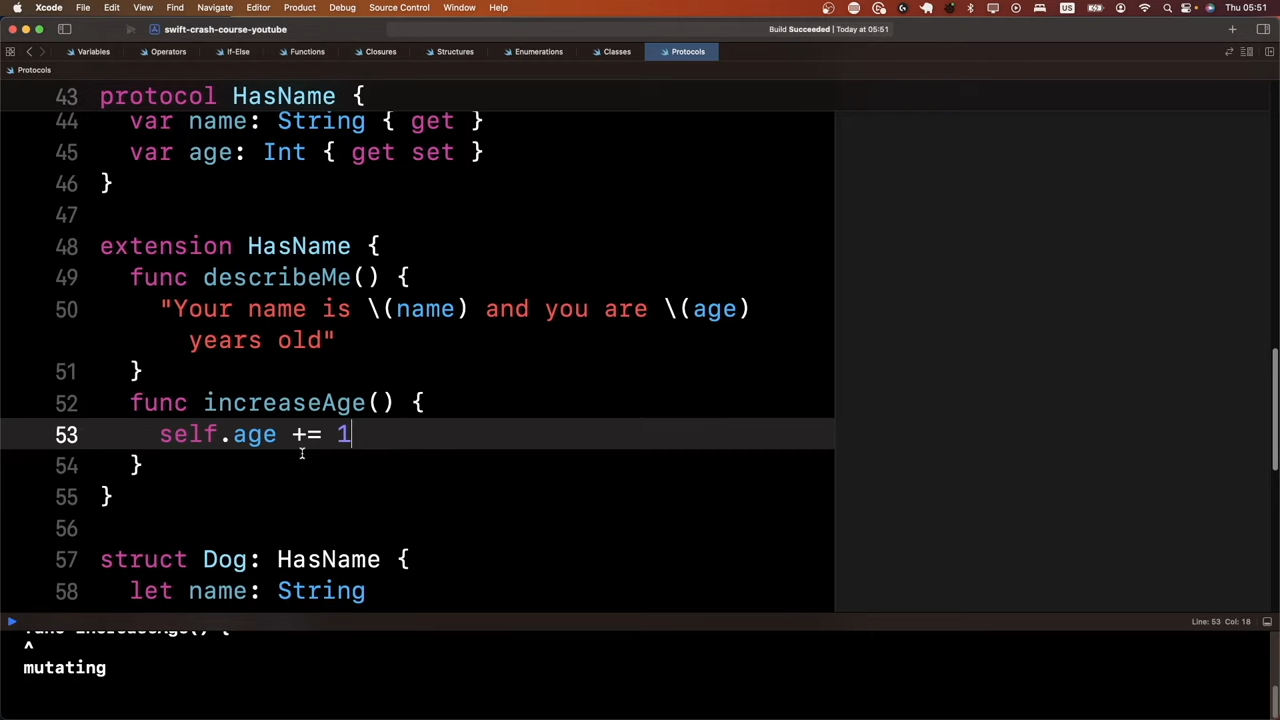 Xcode File Edit View Find Navigate Editor Product Debug Source Control Window Help US Thu 05:51
swift-crash-course-youtube Build Succeeded | Today at 05:51
Variables Operators If-Else Functions Closures Structures Enumerations Classes Protocols
Protocols
43 protocol HasName {
44 var name: String { get }
45 var age: Int { get set }
46 }
47
48 extension HasName {
49 func describeMe() {
50 "Your name is \(name) and you are \(age)
years old"
51 }
52 func increaseAge() {
53 self.age += 1
54 }
55 }
56
57 struct Dog: HasName {
58 let name: String
Line: 53 Col: 18
func increaseAge() {
^
mutating